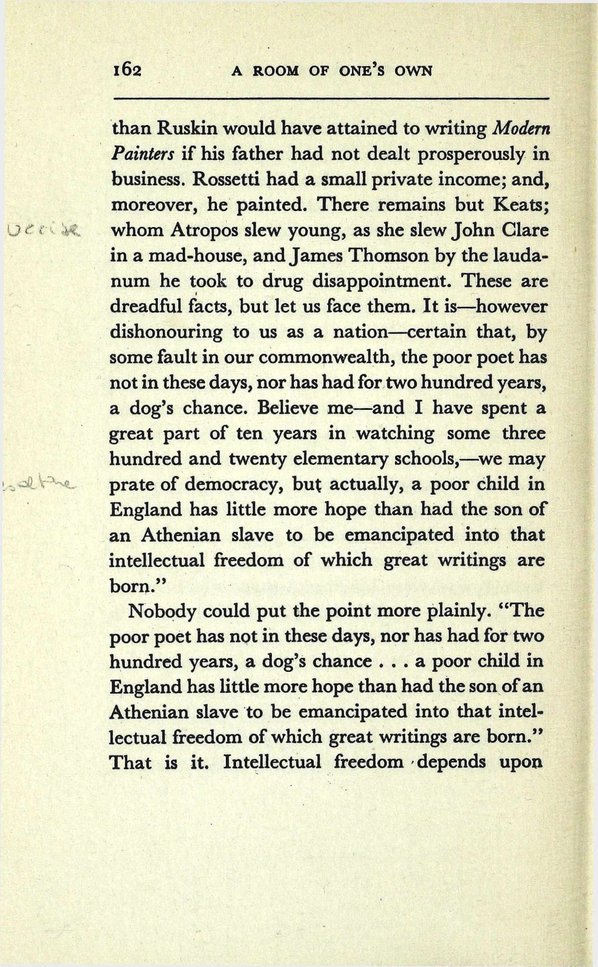 162 A ROOM OF ONE'S OWN
than Ruskin would have attained to writing Modern
Painters if his father had not dealt prosperously in
business. Rossetti had a small private income; and,
moreover, he painted. There remains but Keats;
whom Atropos slew young, as she slew John Clare
in a mad-house, and James Thomson by the lauda-
num he took to drug disappointment. These are
dreadful facts, but let us face them. It is—however
dishonouring to us as a nation—certain that, by
some fault in our commonwealth, the poor poet has
not in these days, nor has had for two hundred years,
a dog's chance. Believe me—and I have spent a
great part of ten years in watching some three
hundred and twenty elementary schools,—we may
prate of democracy, but actually, a poor child in
England has little more hope than had the son of
an Athenian slave to be emancipated into that
intellectual freedom of which great writings are
born.”
Nobody could put the point more plainly. “The
poor poet has not in these days, nor has had for two
hundred years, a dog's chance . . . a poor child in
England has little more hope than had the son of an
Athenian slave to be emancipated into that intel-
lectual freedom of which great writings are born.”
That is it. Intellectual freedom depends upon